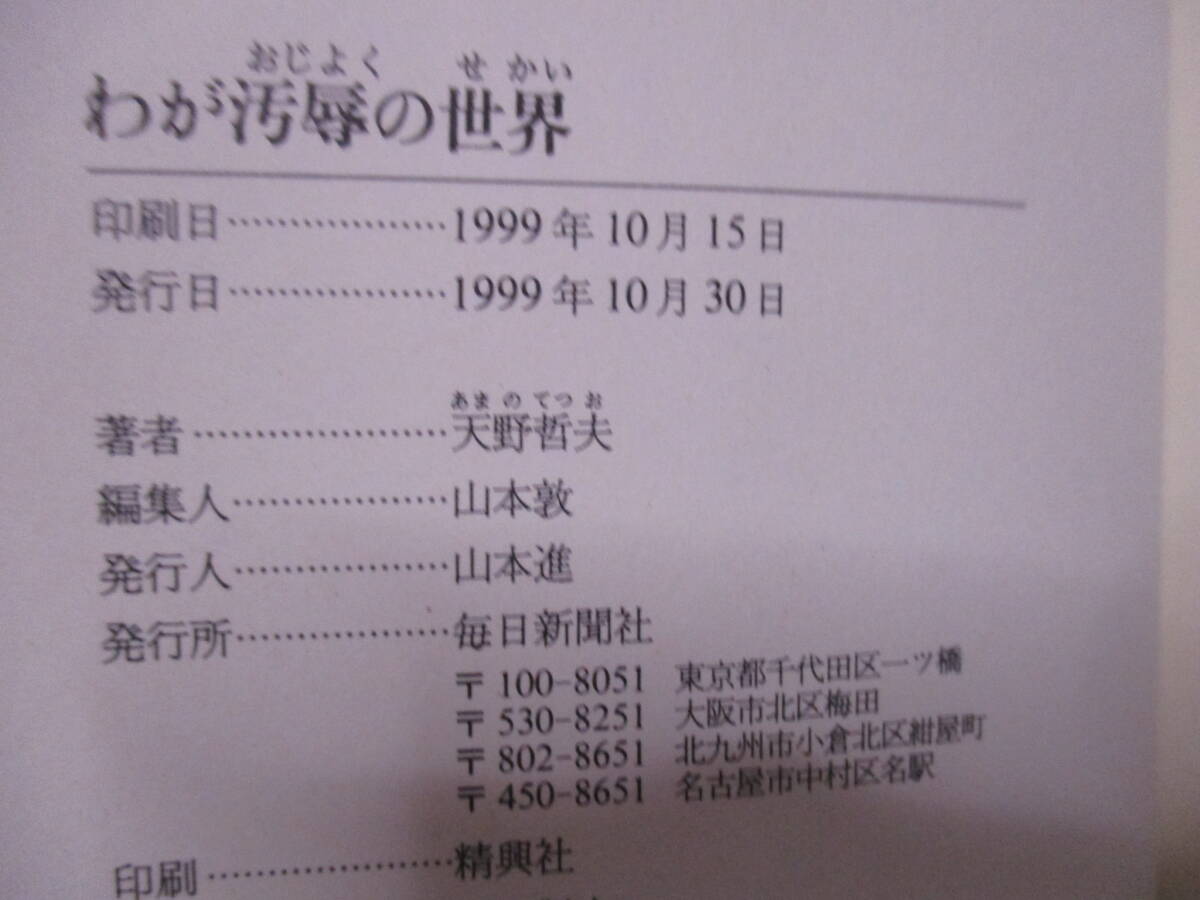 おじよく せかい
わが汚辱の世界
印刷日………………1999年10月15日
発行日………………1999年10月30日
あまのてつお
著者…………………天野哲夫
編集人………………山本敦
発行人………………山本進
発行所………………毎日新聞社
〒100-8051 東京都千代田区一ツ橋
〒530-8251 大阪市北区梅田
〒802-8651 北九州市小倉北区紺屋町
〒450-8651 名古屋市中村区名駅
印刷…………………精興社